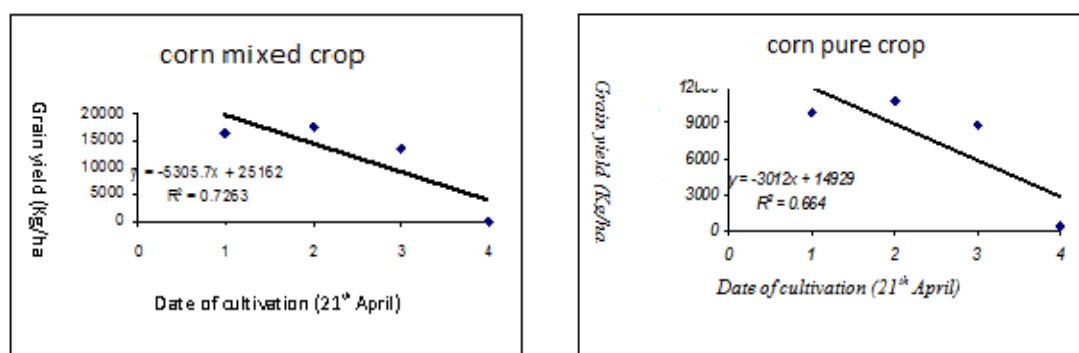 corn mixed crop
Grain yield (kg/ha
20000
15000
10000
5000
0
y = -5305.7x + 25162
R² = 0.7263
0 1 2 3 4
Date of cultivation (21th April)
corn pure crop
Grain yield (Kg/ha
9000
6000
3000
0
y = -3012x + 14929
R² = 0.664
0 1 2 3 4
Date of cultivation (21th April)